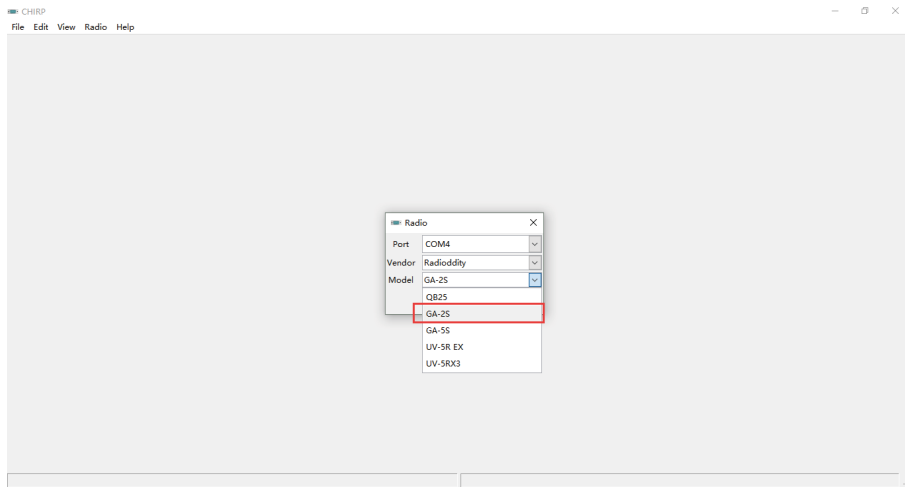 CHIRP
File Edit View Radio Help
Radio
Port COM4
Vendor Radioddity
Model GA-2S
QB25
GA-2S
GA-5S
UV-5R EX
UV-5RX3